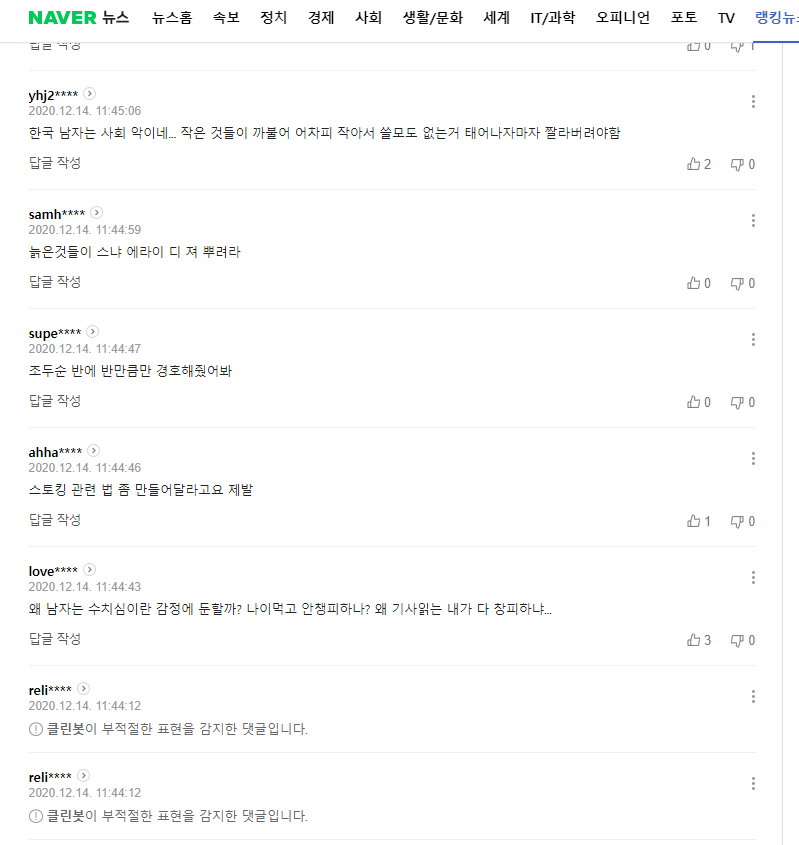 NAVER 뉴스 뉴스홈 속보 정치 경제 사회 생활/문화 세계 IT/과학 오피니언 포토 TV 랭킹뉴스
답글 작성 0 1
yhj2****
2020.12.14. 11:45:06
한국 남자는 사회 악이네... 작은 것들이 까불어 어차피 작아서 쓸모도 없는거 태어나자마자 짤라버려야함
답글 작성 2 0
samh****
2020.12.14. 11:44:59
늙은것들이 스냐 에라이 디 져 뿌려라
답글 작성 0 0
supe****
2020.12.14. 11:44:47
조두순 반에 반만큼만 경호해줬어봐
답글 작성 0 0
ahha****
2020.12.14. 11:44:46
스토킹 관련 법 좀 만들어달라고요 제발
답글 작성 1 0
love****
2020.12.14. 11:44:43
왜 남자는 수치심이란 감정에 둔할까? 나이먹고 안챙피하나? 왜 기사읽는 내가 다 창피하냐...
답글 작성 3 0
reli****
2020.12.14. 11:44:12
클린봇이 부적절한 표현을 감지한 댓글입니다.
reli****
2020.12.14. 11:44:12
클린봇이 부적절한 표현을 감지한 댓글입니다.